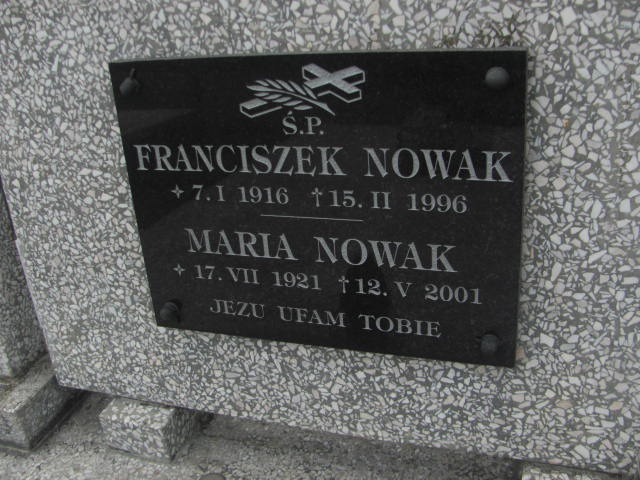 Ś.P.
FRANCISZEK NOWAK
✦ 7. I 1916 † 15. II 1996
MARIA NOWAK
✦ 17. VII 1921 † 12. V 2001
JEZU UFAM TOBIE